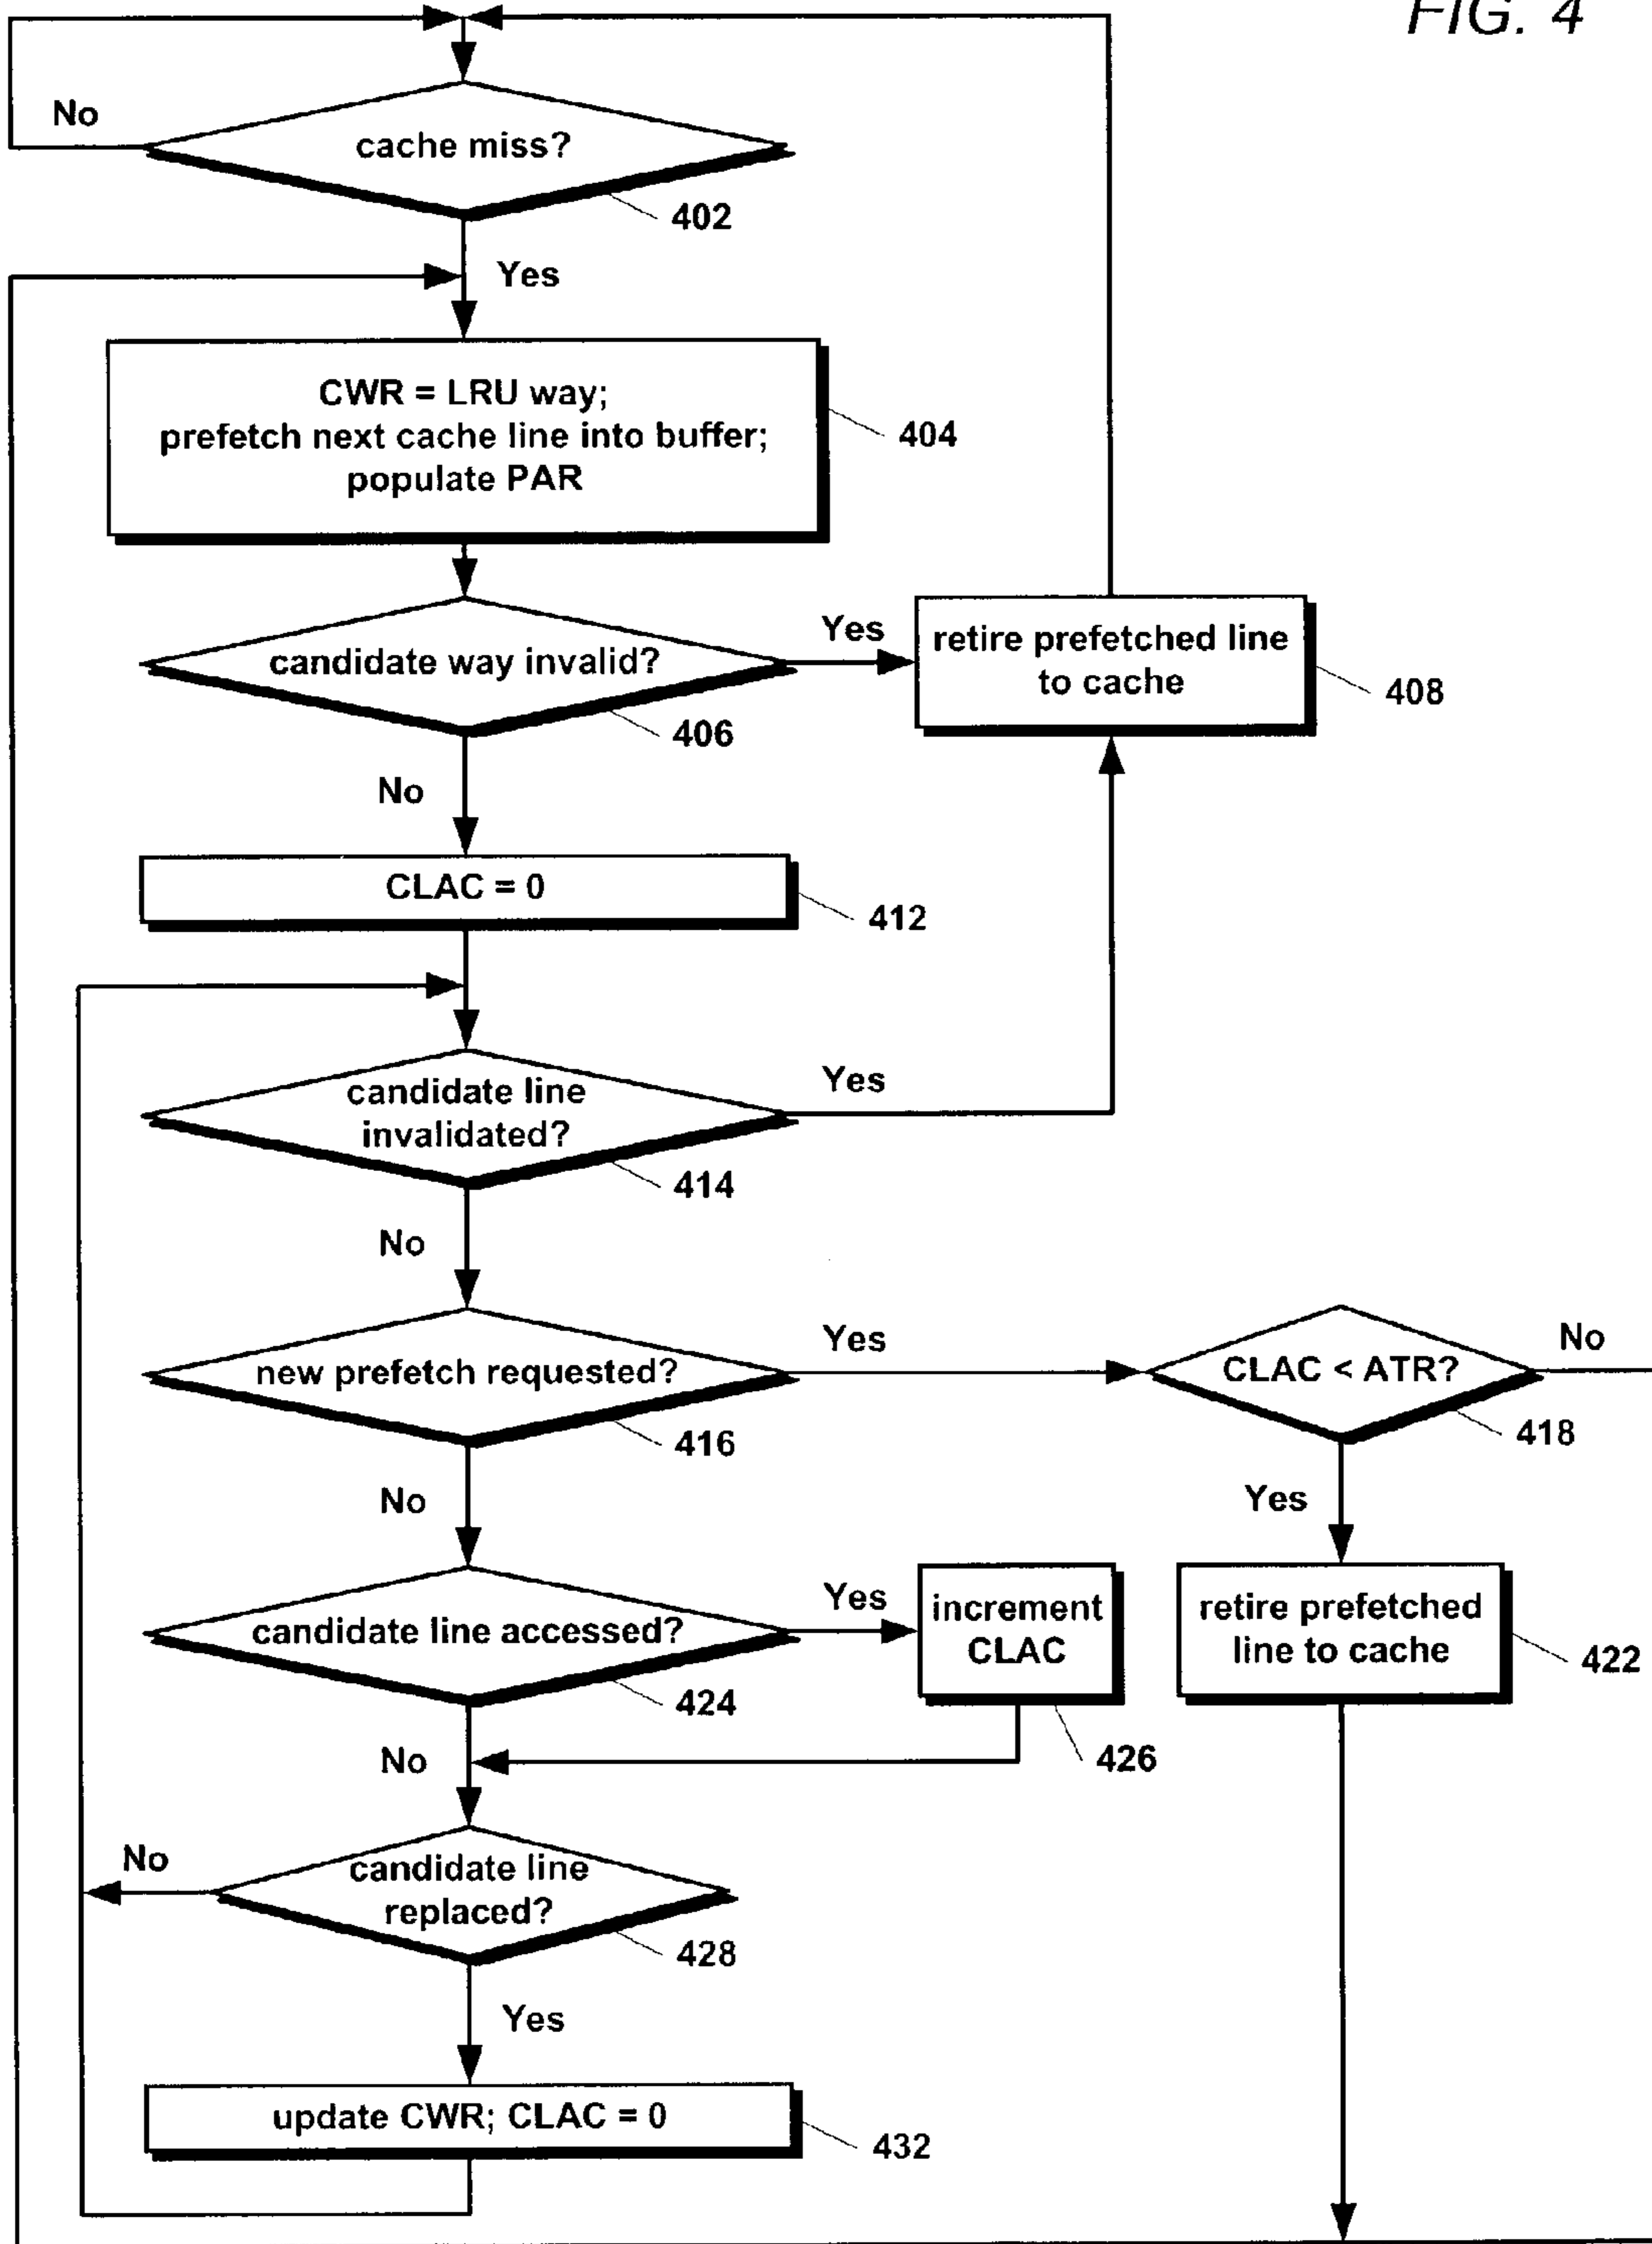 FIG. 4
No
cache miss?
402
Yes
CWR = LRU way;
prefetch next cache line into buffer;
populate PAR
404
candidate way invalid?
Yes
406
retire prefetched line
to cache
408
No
CLAC = 0
412
candidate line
invalidated?
Yes
414
No
new prefetch requested?
Yes
416
CLAC < ATR?
No
418
No
Yes
candidate line accessed?
Yes
424
increment
CLAC
426
retire prefetched
line to cache
422
No
candidate line
replaced?
No
428
Yes
update CWR; CLAC = 0
432